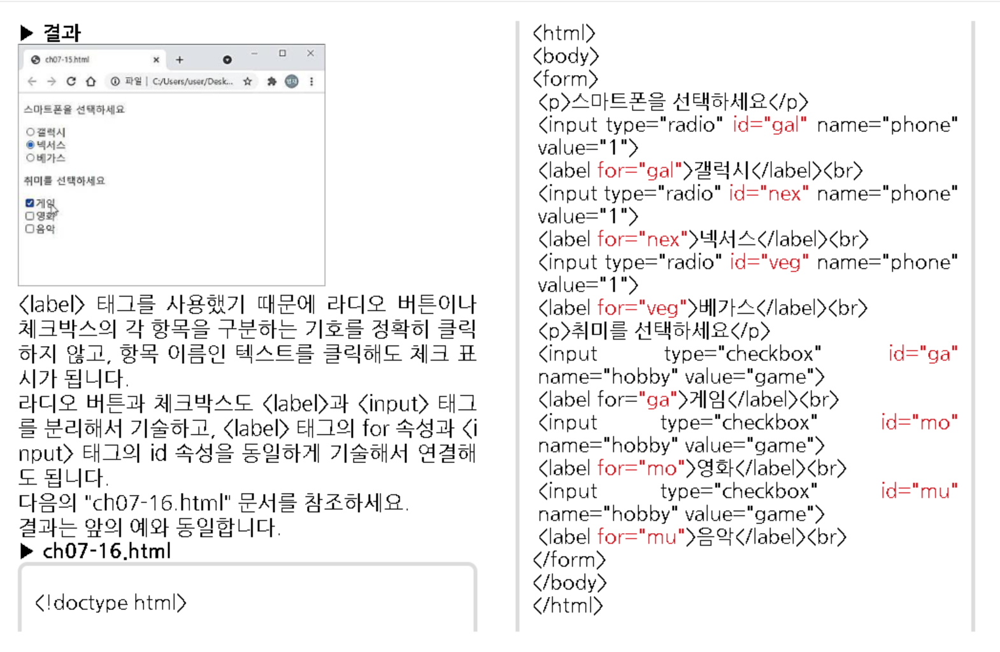 ▶ 결과
ch07-15.html
파일 | C:/Users/user/Desk...
스마트폰을 선택하세요
갤럭시
넥서스
베가스
취미를 선택하세요
게임
영화
음악
<label> 태그를 사용했기 때문에 라디오 버튼이나
체크박스의 각 항목을 구분하는 기호를 정확히 클릭
하지 않고, 항목 이름인 텍스트를 클릭해도 체크 표
시가 됩니다.
라디오 버튼과 체크박스도 <label>과 <input> 태그
를 분리해서 기술하고, <label> 태그의 for 속성과 <i
nput> 태그의 id 속성을 동일하게 기술해서 연결해
도 됩니다.
다음의 "ch07-16.html" 문서를 참조하세요.
결과는 앞의 예와 동일합니다.
▶ ch07-16.html
<!doctype html>
<html>
<body>
<form>
<p>스마트폰을 선택하세요</p>
<input type="radio" id="gal" name="phone"
value="1">
<label for="gal">갤럭시</label><br>
<input type="radio" id="nex" name="phone"
value="1">
<label for="nex">넥서스</label><br>
<input type="radio" id="veg" name="phone"
value="1">
<label for="veg">베가스</label><br>
<p>취미를 선택하세요</p>
<input type="checkbox" id="ga"
name="hobby" value="game">
<label for="ga">게임</label><br>
<input type="checkbox" id="mo"
name="hobby" value="game">
<label for="mo">영화</label><br>
<input type="checkbox" id="mu"
name="hobby" value="game">
<label for="mu">음악</label><br>
</form>
</body>
</html>